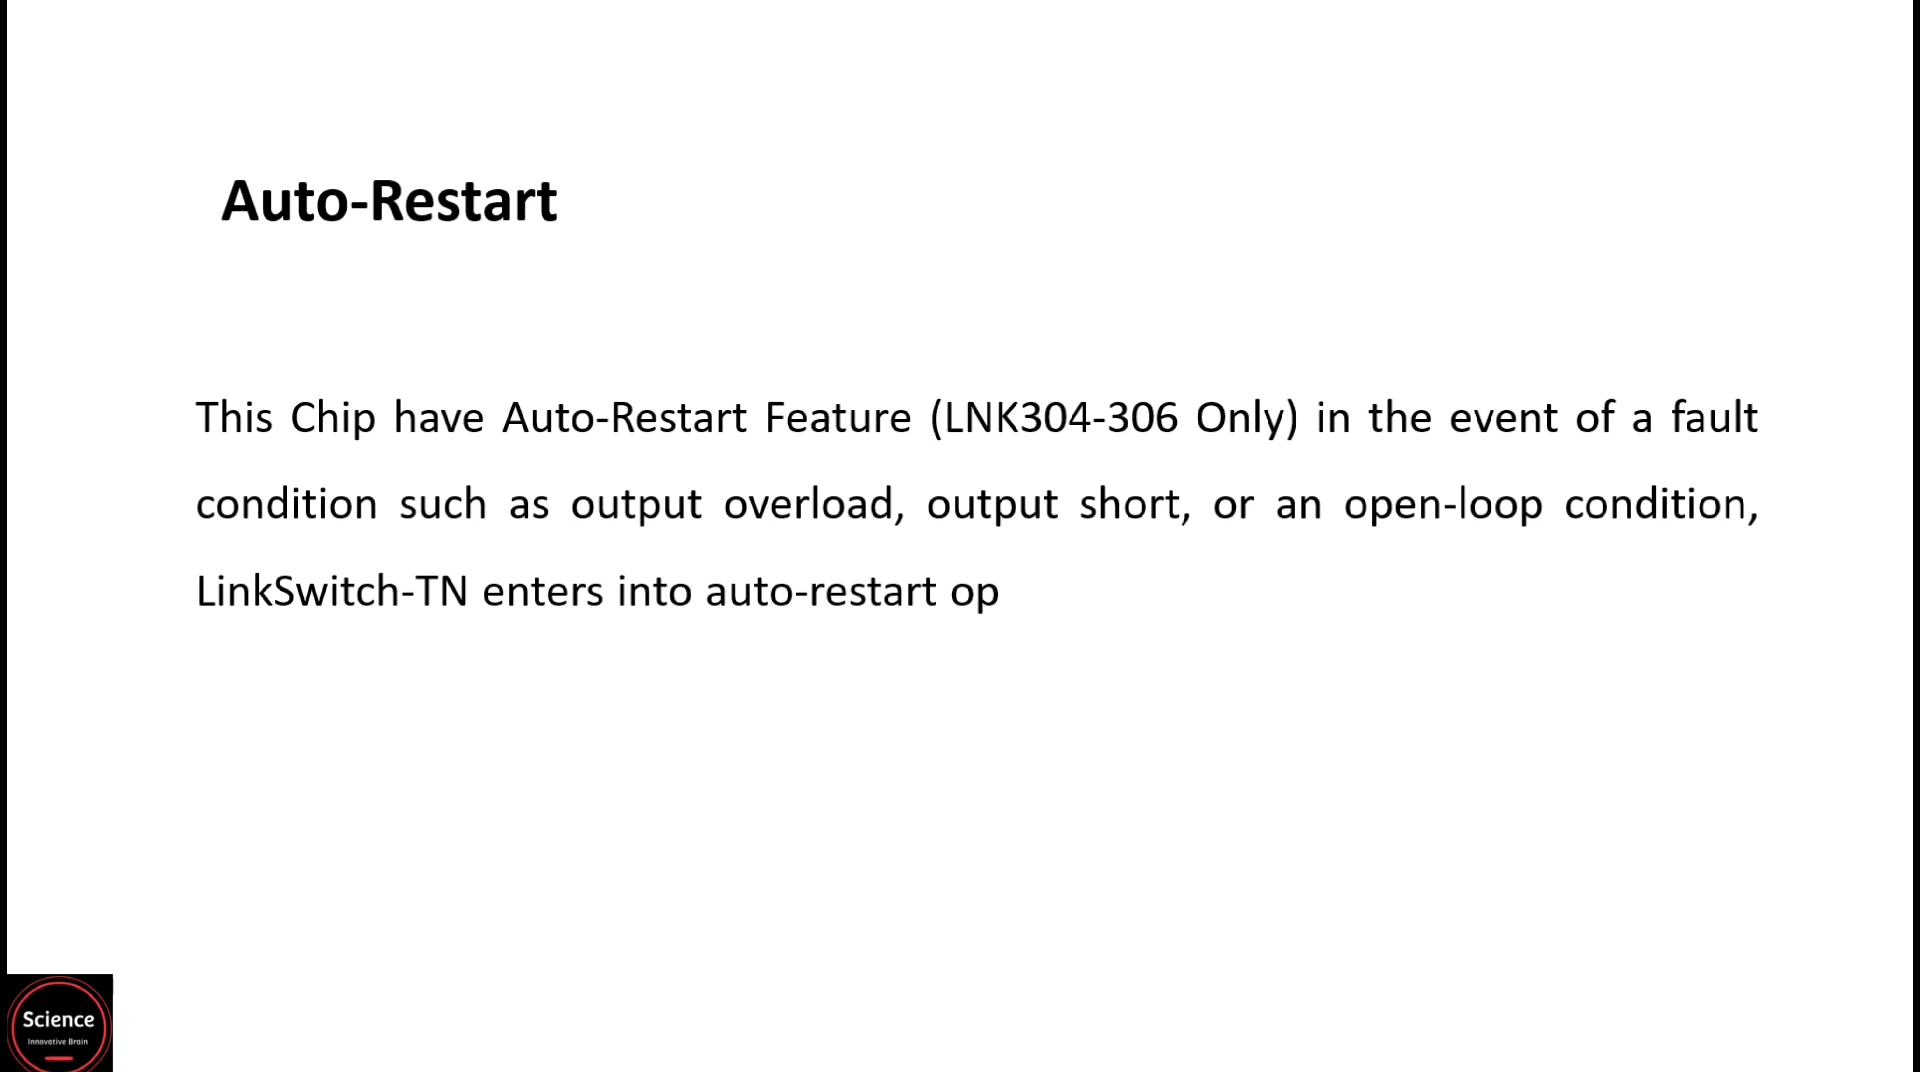 Auto-Restart
This Chip have Auto-Restart Feature (LNK304-306 Only) in the event of a fault
condition such as output overload, output short, or an open-loop condition,
LinkSwitch-TN enters into auto-restart op
Science
Innovative Brain